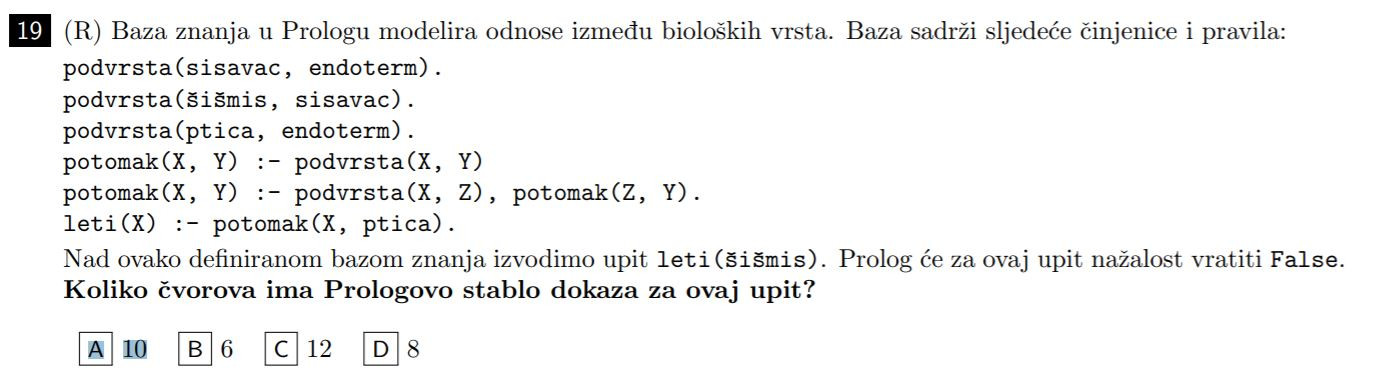 19 (R) Baza znanja u Prologu modelira odnose između bioloških vrsta. Baza sadrži sljedeće činjenice i pravila:
podvrsta(sisavac, endoterm).
podvrsta(šišmis, sisavac).
podvrsta(ptica, endoterm).
potomak(X, Y) :- podvrsta(X, Y)
potomak(X, Y) :- podvrsta(X, Z), potomak(Z, Y).
leti(X) :- potomak(X, ptica).
Nad ovako definiranom bazom znanja izvodimo upit leti(šišmis). Prolog će za ovaj upit nažalost vratiti False.
Koliko čvorova ima Prologovo stablo dokaza za ovaj upit?
A 10 B 6 C 12 D 8